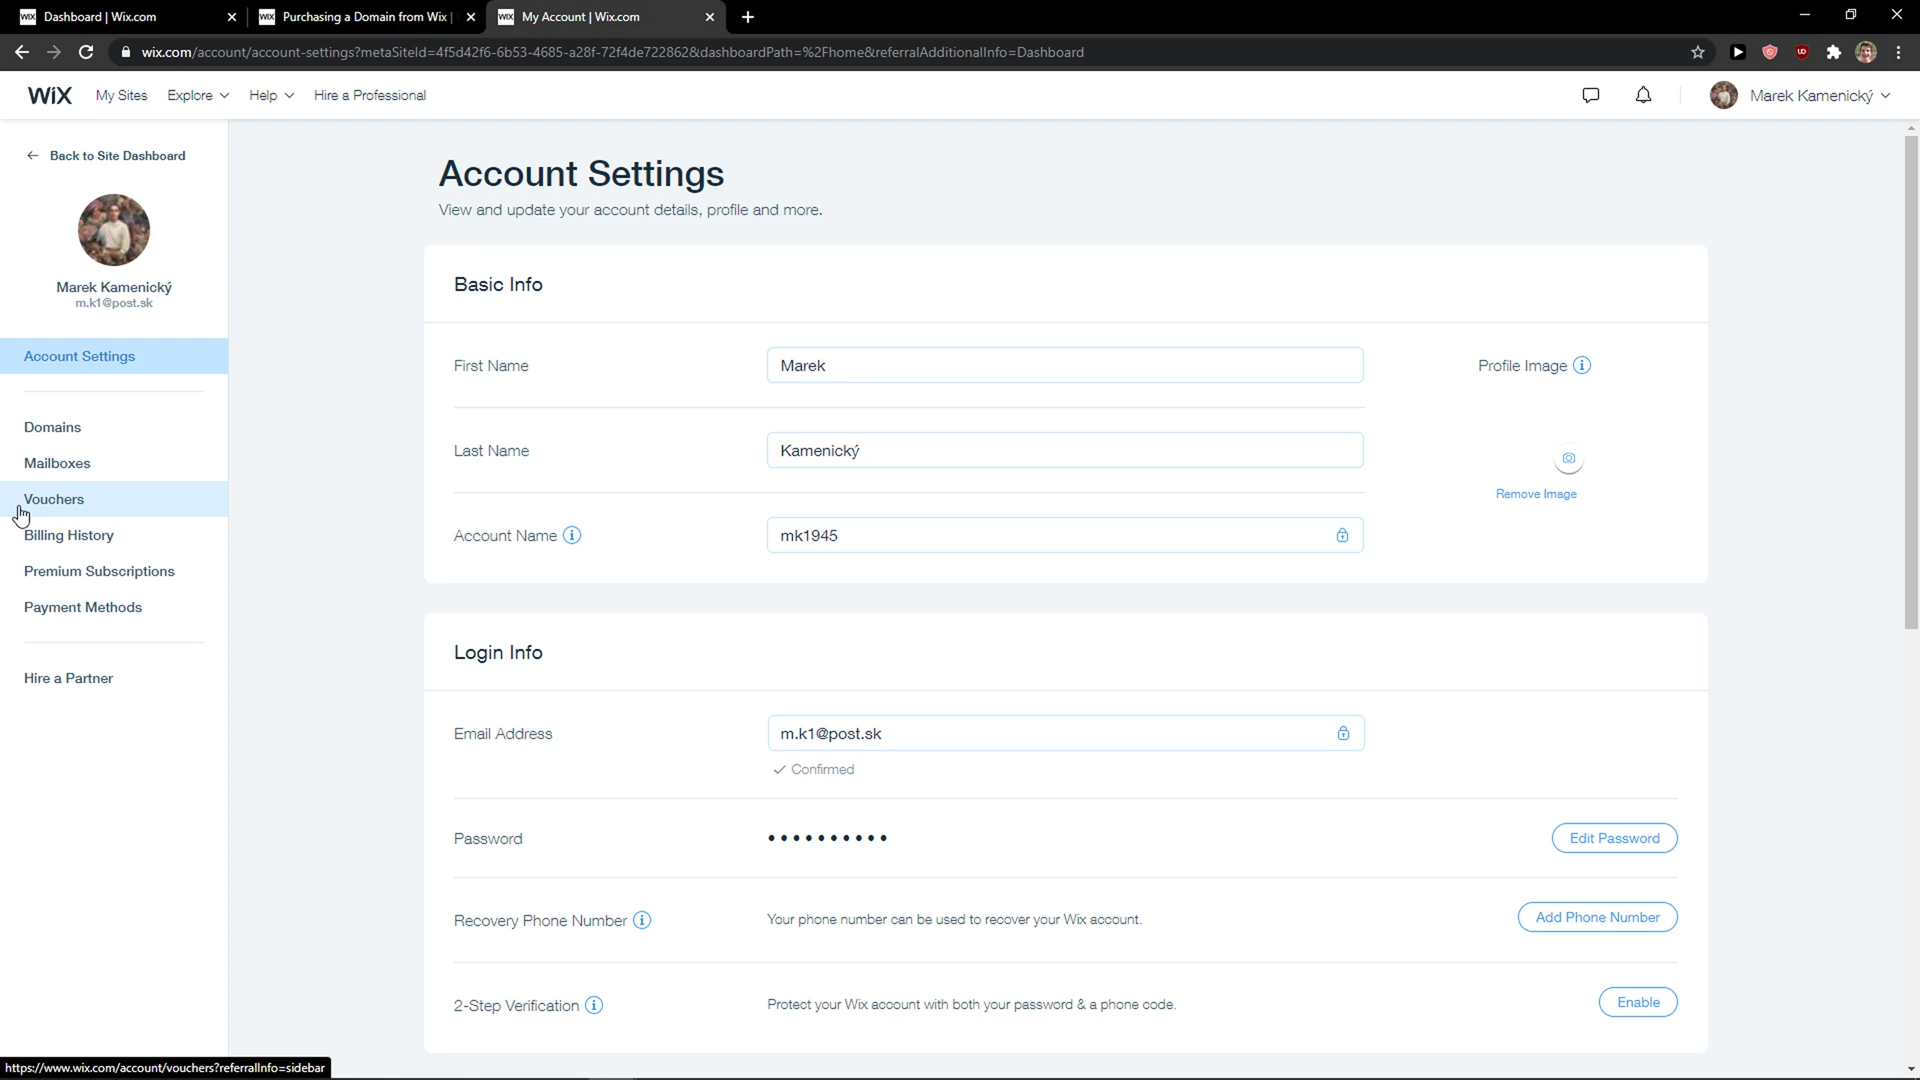 Dashboard | Wix.com
Purchasing a Domain from Wix |
My Account | Wix.com
wix.com/account/account-settings?metaSiteId=4f5d42f6-6b53-4685-a28f-72f4de722862&dashboardPath=%2Fhome&referralAdditionalInfo=Dashboard
WiX My Sites Explore Help Hire a Professional Marek Kamenický
Back to Site Dashboard
Marek Kamenický
m.k1@post.sk
Account Settings
Domains
Mailboxes
Vouchers
Billing History
Premium Subscriptions
Payment Methods
Hire a Partner
Account Settings
View and update your account details, profile and more.
Basic Info
First Name Marek Profile Image
Last Name Kamenický
Remove Image
Account Name mk1945
Login Info
Email Address m.k1@post.sk
Confirmed
Password •••••••••• Edit Password
Recovery Phone Number Your phone number can be used to recover your Wix account. Add Phone Number
2-Step Verification Protect your Wix account with both your password & a phone code. Enable
https://www.wix.com/account/vouchers?referralInfo=sidebar